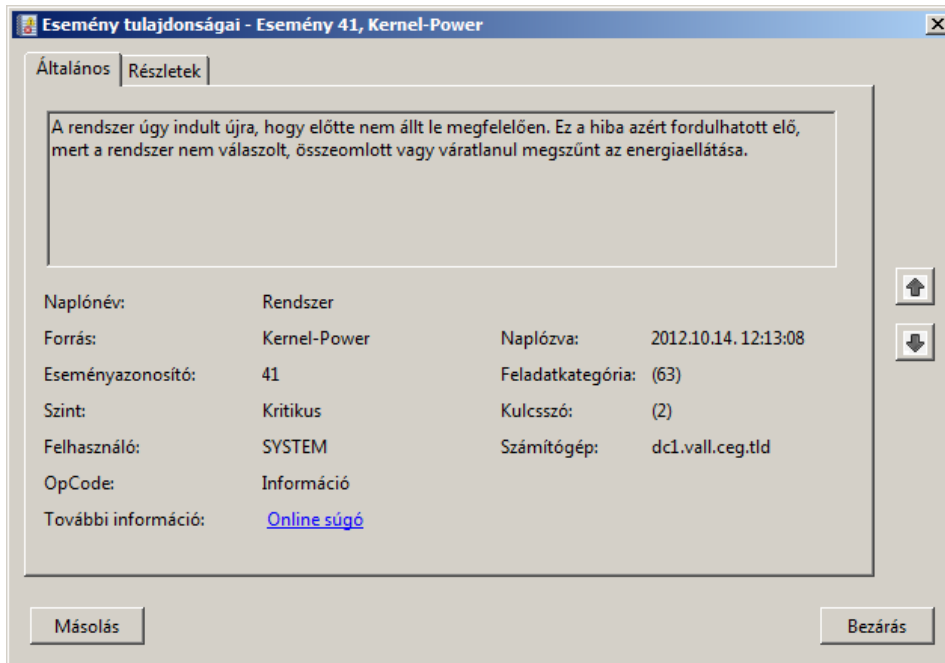 Esemény tulajdonságai - Esemény 41, Kernel-Power
Általános Részletek
A rendszer úgy indult újra, hogy előtte nem állt le megfelelően. Ez a hiba azért fordulhatott elő,
mert a rendszer nem válaszolt, összeomlott vagy váratlanul megszűnt az energiaellátása.
Naplónév: Rendszer
Forrás: Kernel-Power Naplózva: 2012.10.14. 12:13:08
Eseményazonosító: 41 Feladatkategória: (63)
Szint: Kritikus Kulcsszó: (2)
Felhasználó: SYSTEM Számítógép: dc1.vall.ceg.tld
OpCode: Információ
További információ: Online súgó
Másolás Bezárás